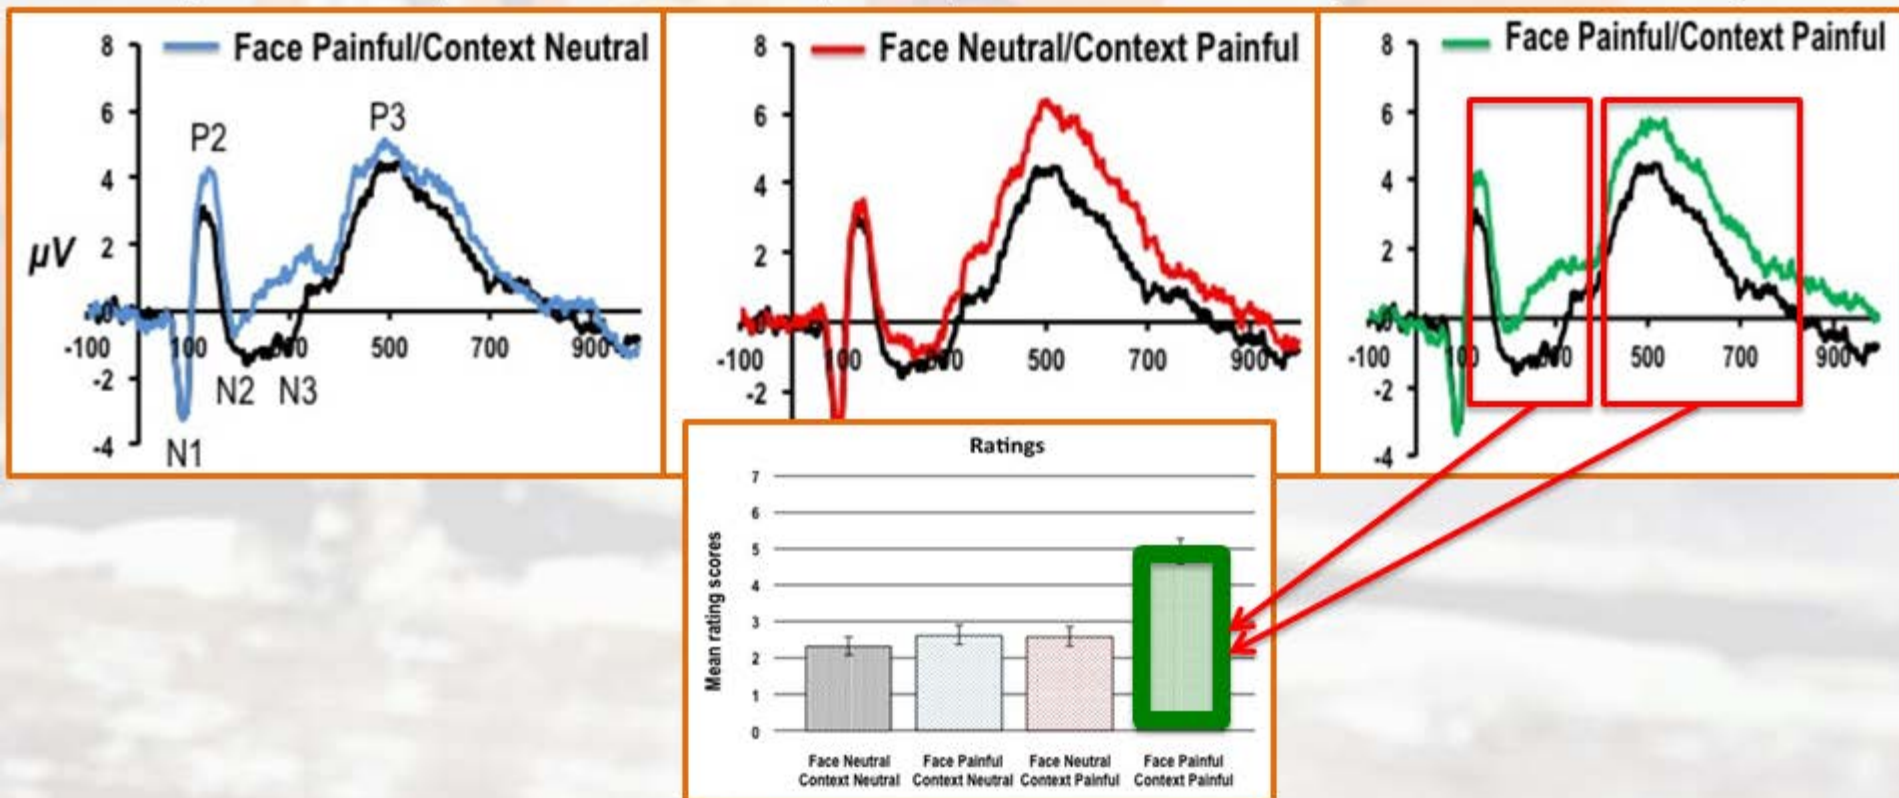 Face Painful/Context Neutral
8
6
4
2
0
-2
-4
µV
P2
P3
-100
100
500
700
900
N2
N3
N1
Face Neutral/Context Painful
8
6
4
2
0
-2
-100
100
500
700
900
Face Painful/Context Painful
8
6
4
2
0
-2
-4
-100
500
700
900
Ratings
Mean rating scores
7
6
5
4
3
2
1
0
Face Neutral
Context Neutral
Face Painful
Context Neutral
Face Neutral
Context Painful
Face Painful
Context Painful